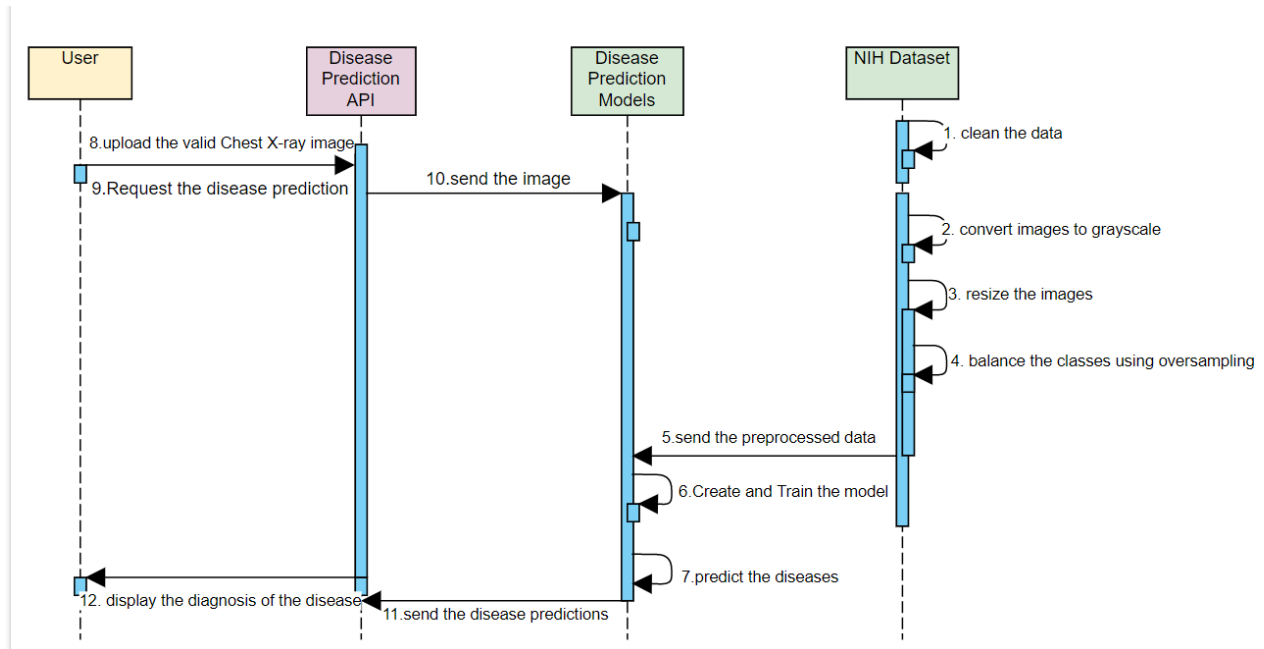 User
Disease
Prediction
API
Disease
Prediction
Models
NIH Dataset
1. clean the data
8.upload the valid Chest X-ray image
10.send the image
9.Request the disease prediction
2. convert images to grayscale
3. resize the images
4. balance the classes using oversampling
5.send the preprocessed data
6.Create and Train the model
7.predict the diseases
12. display the diagnosis of the disease
11.send the disease predictions